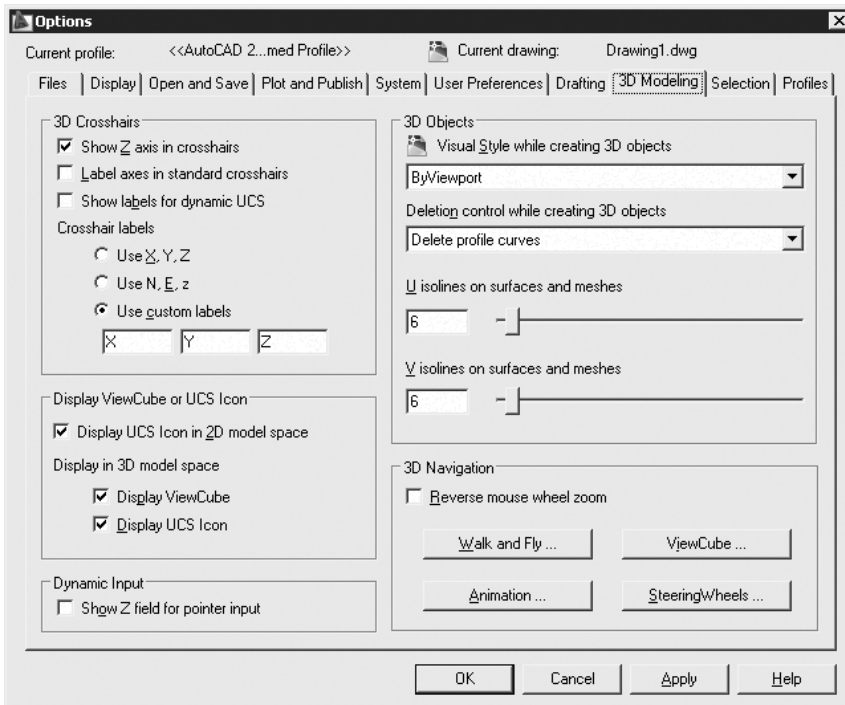 Options
Current profile: <<AutoCAD 2...med Profile>> Current drawing: Drawing1.dwg
Files Display Open and Save Plot and Publish System User Preferences Drafting 3D Modeling Selection Profiles
3D Crosshairs
Show Z axis in crosshairs
Label axes in standard crosshairs
Show labels for dynamic UCS
Crosshair labels
Use X, Y, Z
Use N, E, z
Use custom labels
X Y Z
Display ViewCube or UCS Icon
Display UCS Icon in 2D model space
Display in 3D model space
Display ViewCube
Display UCS Icon
Dynamic Input
Show Z field for pointer input
3D Objects
Visual Style while creating 3D objects
ByViewport
Deletion control while creating 3D objects
Delete profile curves
U isolines on surfaces and meshes
6
V isolines on surfaces and meshes
6
3D Navigation
Reverse mouse wheel zoom
Walk and Fly ... ViewCube ...
Animation ... SteeringWheels ...
OK Cancel Apply Help